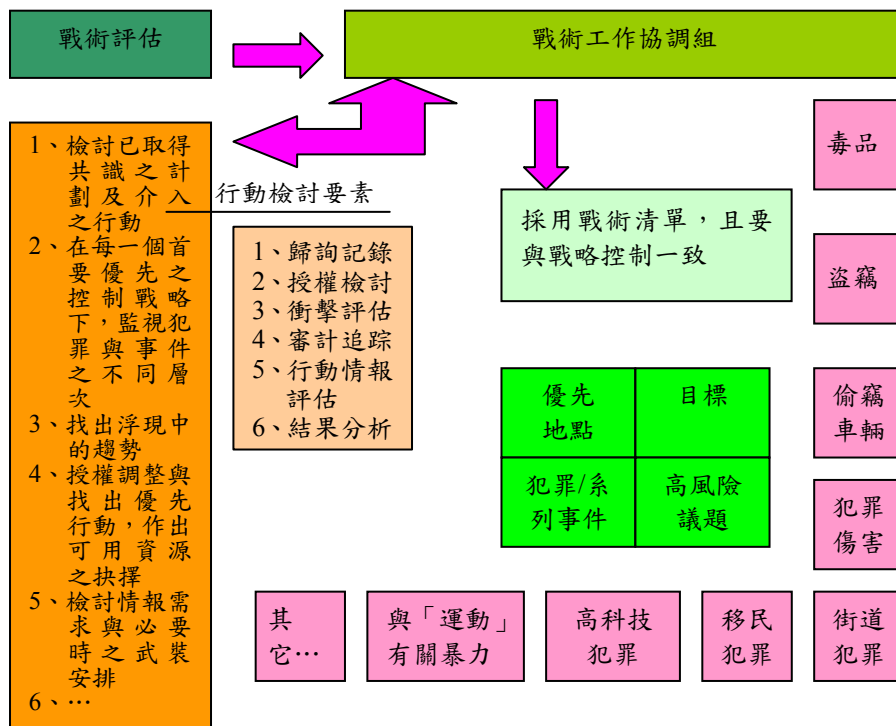 戰術評估
戰術工作協調組
1、檢討已取得
共識之計
劃及介入
之行動
2、在每一個首
要優先之
控制戰略
下，監視犯
罪與事件
之不同層
次
3、找出浮現中
的趨勢
4、授權調整與
找出優先
行動，作出
可用資源
之抉擇
5、檢討情報需
求與必要
時之武裝
安排
6、…
行動檢討要素
1、歸詢記錄
2、授權檢討
3、衝擊評估
4、審計追踪
5、行動情報
評估
6、結果分析
採用戰術清單，且要
與戰略控制一致
優先
地點
目標
犯罪/系
列事件
高風險
議題
毒品
盜竊
偷竊
車輛
犯罪
傷害
其
它…
與「運動」
有關暴力
高科技
犯罪
移民
犯罪
街道
犯罪